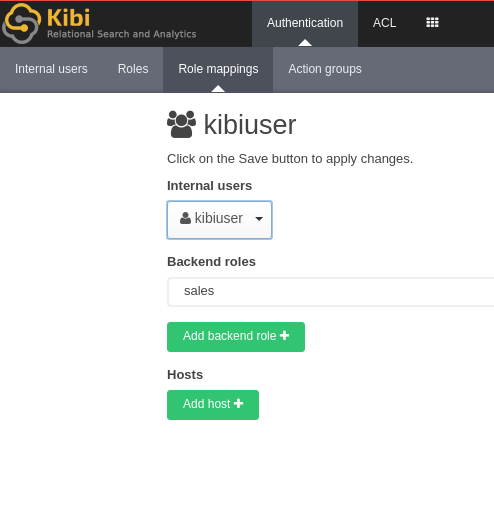 Kibi
Relational Search and Analytics
Authentication
ACL
Internal users
Roles
Role mappings
Action groups
kibiuser
Click on the Save button to apply changes.
Internal users
kibiuser
Backend roles
sales
Add backend role
Hosts
Add host